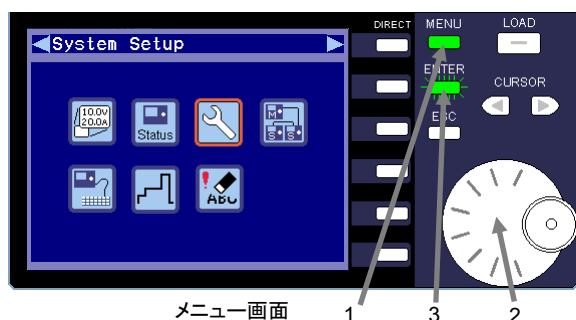 DIRECT MENU LOAD
System Setup
ENTER
CURSOR
10.0V
20.0A
Status
M
S S
ESC
ABC
メニュー画面 1 3 2